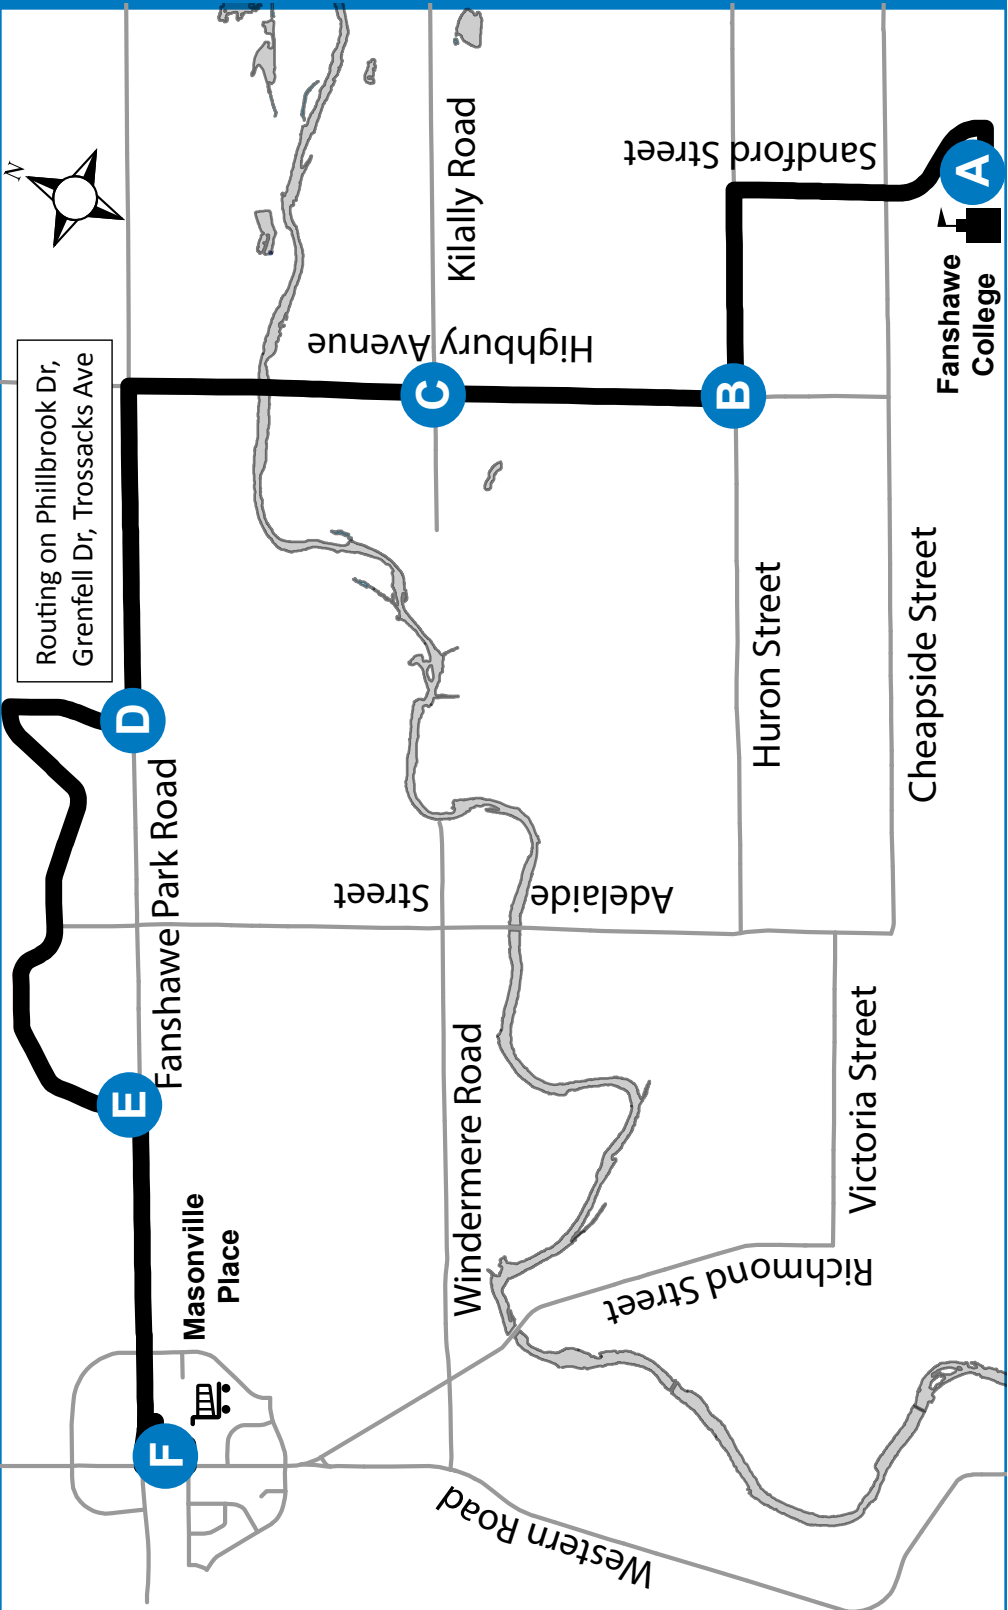 N
Routing on Phillbrook Dr,
Grenfell Dr, Trossacks Ave
Kilally Road
Sandford Street
A
Fanshawe
College
Highbury Avenue
C
B
D
Fanshawe Park Road
Huron Street
Cheapside Street
Adelaide
Street
E
Windermere Road
Victoria Street
Masonville
Place
Richmond Street
F
Western Road